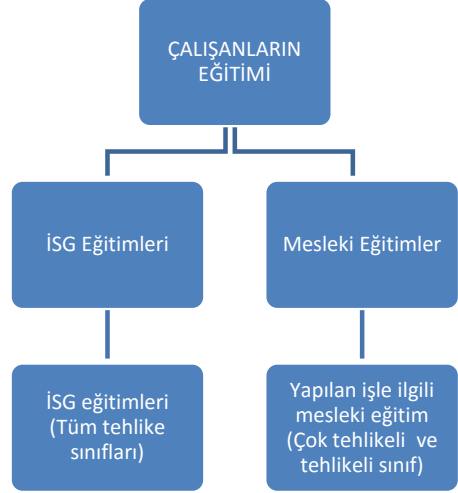 ÇALIŞANLARIN
EĞİTİMİ
İSG Eğitimleri
Mesleki Eğitimler
İSG eğitimleri
(Tüm tehlike
sınıfları)
Yapılan işle ilgili
mesleki eğitim
(Çok tehlikeli ve
tehlikeli sınıf)